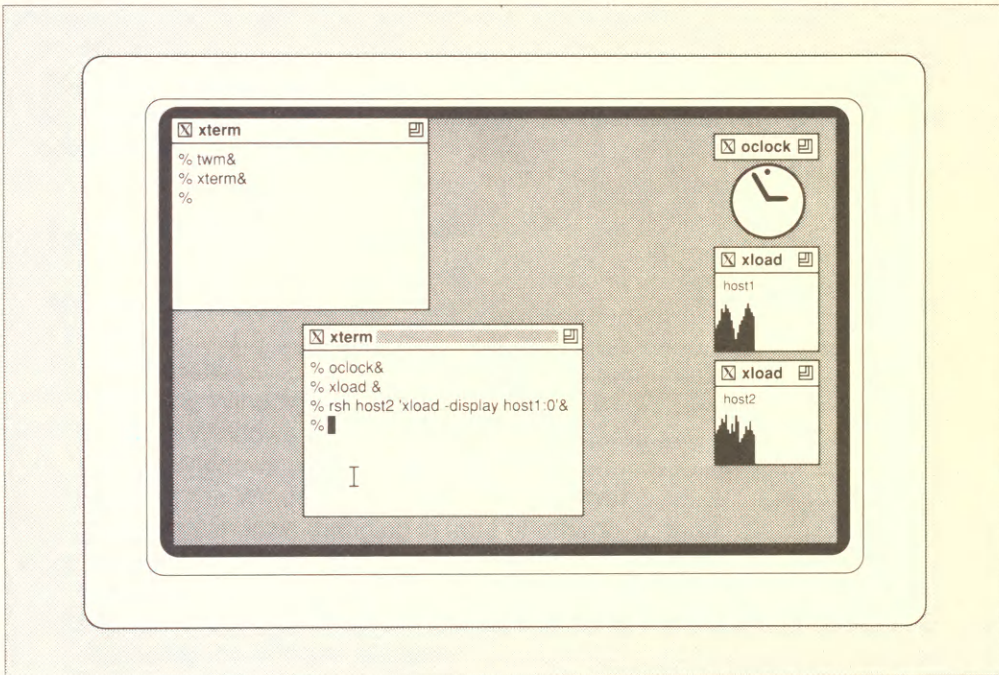 xterm
% twm&
% xterm&
%
xterm
% oclock&
% xload &
% rsh host2 'xload -display host1:0'&
%
oclock
xload
host1
xload
host2